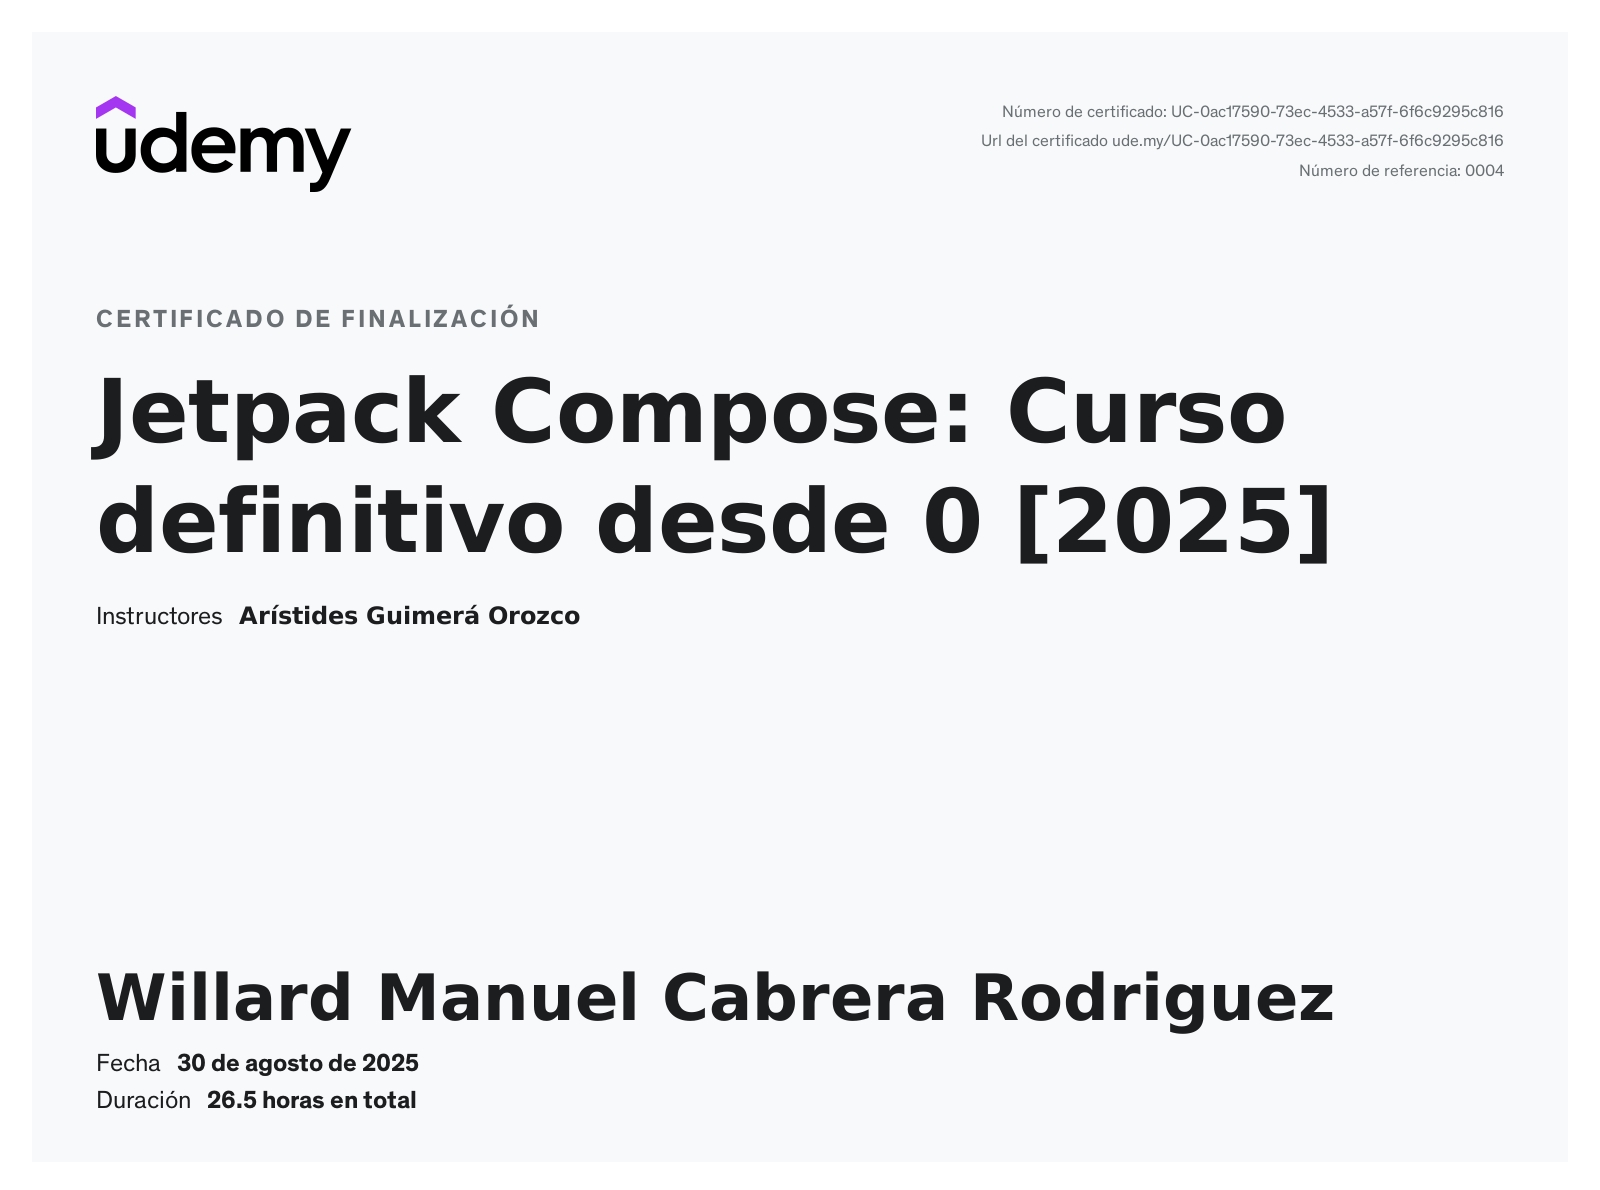 udemy
Número de certificado: UC-0ac17590-73ec-4533-a57f-6f6c9295c816
Url del certificado ude.my/UC-0ac17590-73ec-4533-a57f-6f6c9295c816
Número de referencia: 0004
CERTIFICADO DE FINALIZACIÓN
Jetpack Compose: Curso
definitivo desde 0 [2025]
Instructores Arístides Guimerá Orozco
Willard Manuel Cabrera Rodriguez
Fecha 30 de agosto de 2025
Duración 26.5 horas en total